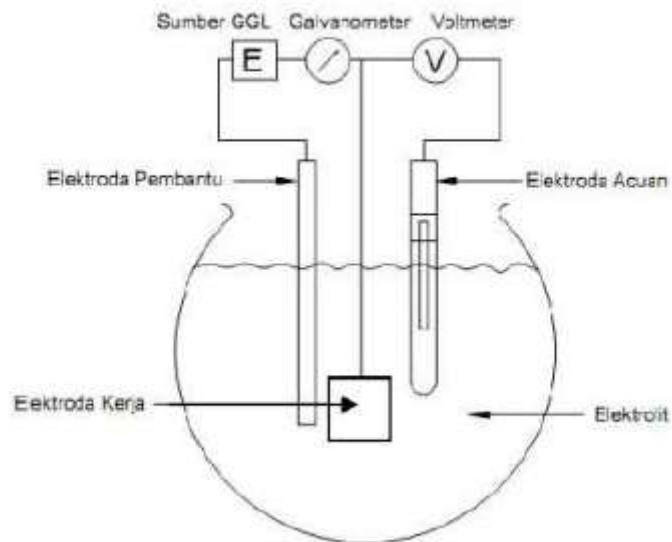 Sumber GGL Galvanometer Voltmeter
E
V
Elektroda Pembantu
Elektroda Acuan
Elektroda Kerja
Elektrolit